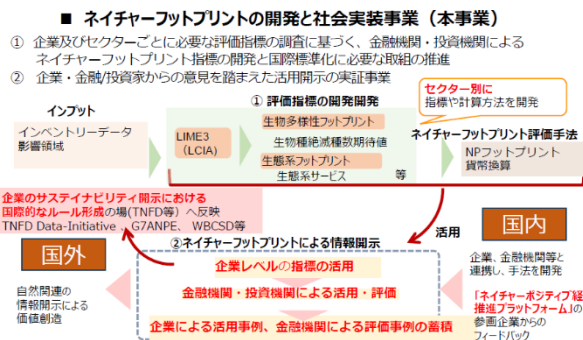 ■ ネイチャーフットプリントの開発と社会実装事業（本事業）
① 企業及びセクターごとに必要な評価指標の調査に基づく、金融機関・投資機関による
ネイチャーフットプリント指標の開発と国際標準化に必要な取組の推進
② 企業・金融/投資家からの意見を踏まえた活用開示の実証事業
セクター別に
指標や計算方法を開発
インプット
① 評価指標の開発開発
インベントリーデータ
影響領域
LIME3
（LCIA）
生物多様性フットプリント
生物種絶滅種数期待値
生態系フットプリント
生態系サービス 等
ネイチャーフットプリント評価手法
NPフットプリント
貨幣換算
企業のサステイナビリティ開示における
国際的なルール形成の場(TNFD等）へ反映
TNFD Data-Initiative 、G7ANPE、 WBCSD等
活用
国内
国外
②ネイチャーフットプリントによる情報開示
企業レベルの指標の活用
金融機関・投資機関による活用・評価
企業による活用事例、金融機関による評価事例の蓄積
自然関連の
情報開示による
価値創造
企業、金融機関等と
連携し、手法を開発
「ネイチャーポジティブ経済
推進プラットフォーム」の
参画企業からの
フィードバック